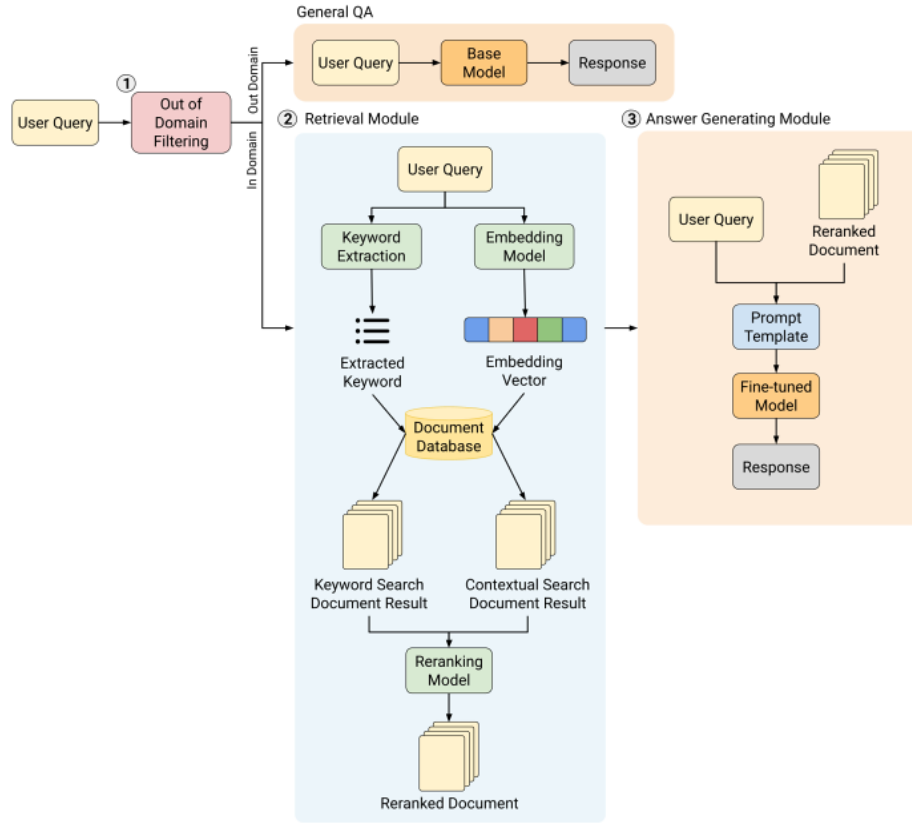 General QA
User Query
Base
Model
Response
1
User Query
Out of
Domain
Filtering
Out Domain
In Domain
2 Retrieval Module
User Query
Keyword
Extraction
Embedding
Model
Extracted
Keyword
Embedding
Vector
Document
Database
Keyword Search
Document Result
Contextual Search
Document Result
Reranking
Model
Reranked Document
3 Answer Generating Module
User Query
Reranked
Document
Prompt
Template
Fine-tuned
Model
Response